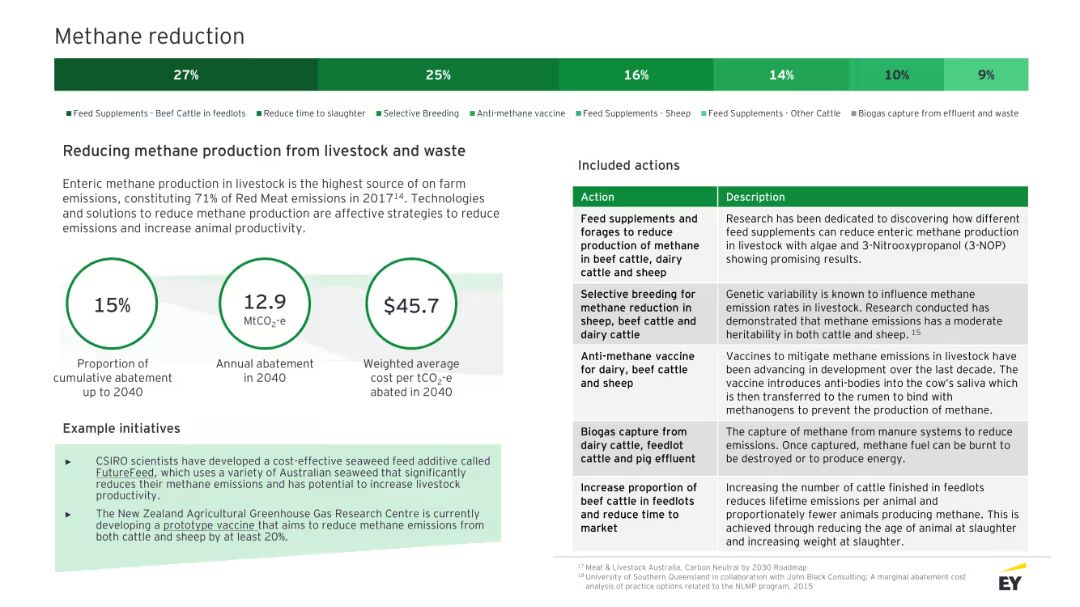 Methane reduction
27% 25% 16% 14% 10% 9%
Feed Supplements - Beef Cattle in feedlots Reduce time to slaughter Selective Breeding Anti-methane vaccine Feed Supplements - Sheep Feed Supplements - Other Cattle Biogas capture from effluent and waste
Reducing methane production from livestock and waste
Enteric methane production in livestock is the highest source of on farm
emissions, constituting 71% of Red Meat emissions in 2017¹⁴. Technologies
and solutions to reduce methane production are affective strategies to reduce
emissions and increase animal productivity.
15%
Proportion of
cumulative abatement
up to 2040
12.9
MtCO₂-e
Annual abatement
in 2040
$45.7
Weighted average
cost per tCO₂-e
abated in 2040
Example initiatives
► CSIRO scientists have developed a cost-effective seaweed feed additive called
FutureFeed, which uses a variety of Australian seaweed that significantly
reduces their methane emissions and has potential to increase livestock
productivity.
► The New Zealand Agricultural Greenhouse Gas Research Centre is currently
developing a prototype vaccine that aims to reduce methane emissions from
both cattle and sheep by at least 20%.
Included actions
Action Description
Feed supplements and
forages to reduce
production of methane
in beef cattle, dairy
cattle and sheep
Research has been dedicated to discovering how different
feed supplements can reduce enteric methane production
in livestock with algae and 3-Nitrooxypropanol (3-NOP)
showing promising results.
Selective breeding for
methane reduction in
sheep, beef cattle and
dairy cattle
Genetic variability is known to influence methane
emission rates in livestock. Research conducted has
demonstrated that methane emissions has a moderate
heritability in both cattle and sheep. ¹⁵
Anti-methane vaccine
for dairy, beef cattle
and sheep
Vaccines to mitigate methane emissions in livestock have
been advancing in development over the last decade. The
vaccine introduces anti-bodies into the cow's saliva which
is then transferred to the rumen to bind with
methanogens to prevent the production of methane.
Biogas capture from
dairy cattle, feedlot
cattle and pig effluent
The capture of methane from manure systems to reduce
emissions. Once captured, methane fuel can be burnt to
be destroyed or to produce energy.
Increase proportion of
beef cattle in feedlots
and reduce time to
market
Increasing the number of cattle finished in feedlots
reduces lifetime emissions per animal and
proportionately fewer animals producing methane. This is
achieved through reducing the age of animal at slaughter
and increasing weight at slaughter.
¹⁷ Meat & Livestock Australia, Carbon Neutral by 2030 Roadmap
¹⁸ University of Southern Queensland in collaboration with John Black Consulting; A marginal abatement cost
analysis of practice options related to the NLMP program, 2015
EY